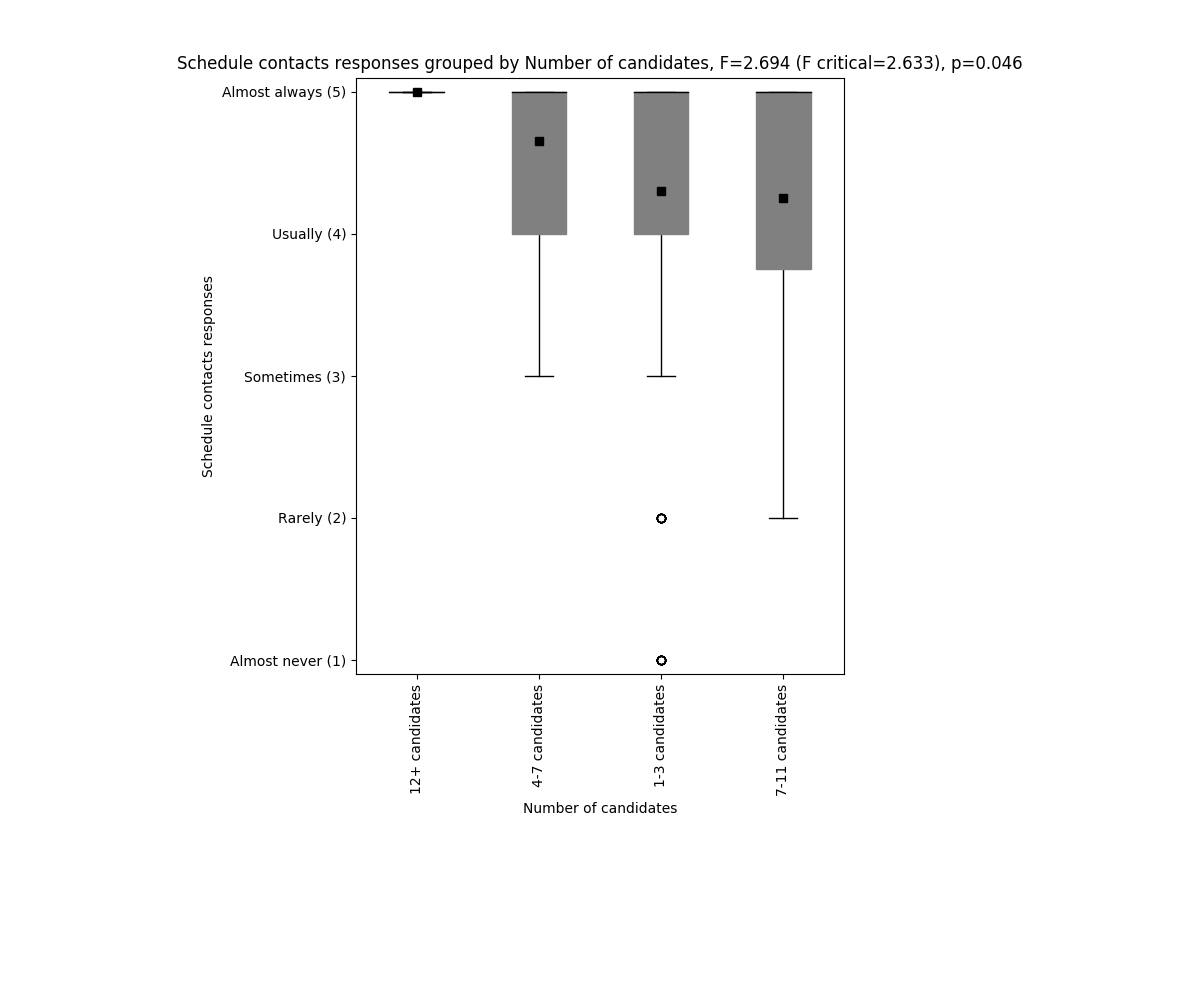 Schedule contacts responses grouped by Number of candidates, F=2.694 (F critical=2.633), p=0.046
Almost always (5)
Usually (4)
Sometimes (3)
Rarely (2)
Almost never (1)
Schedule contacts responses
12+ candidates
4-7 candidates
1-3 candidates
7-11 candidates
Number of candidates